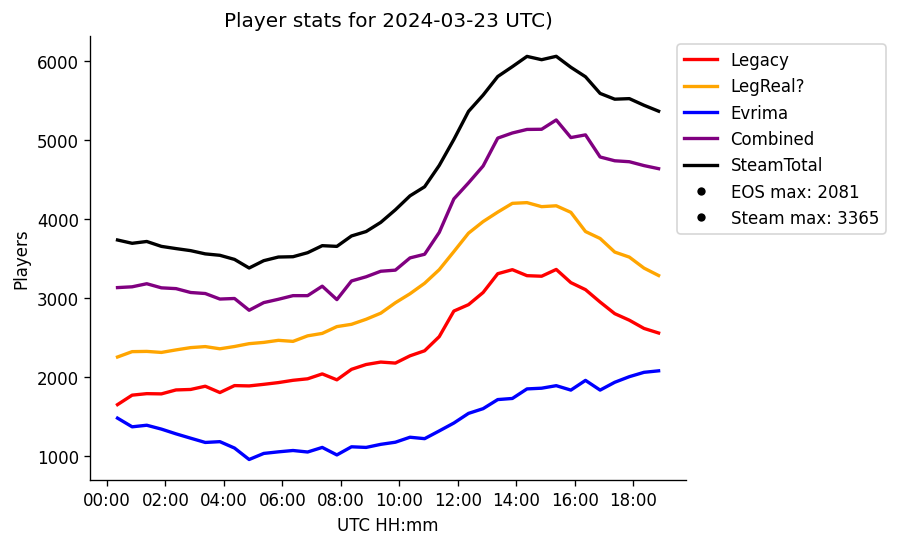 Player stats for 2024-03-23 UTC)
Legacy
LegReal?
Evrima
Combined
SteamTotal
EOS max: 2081
Steam max: 3365
Players
6000
5000
4000
3000
2000
1000
00:00 02:00 04:00 06:00 08:00 10:00 12:00 14:00 16:00 18:00
UTC HH:mm